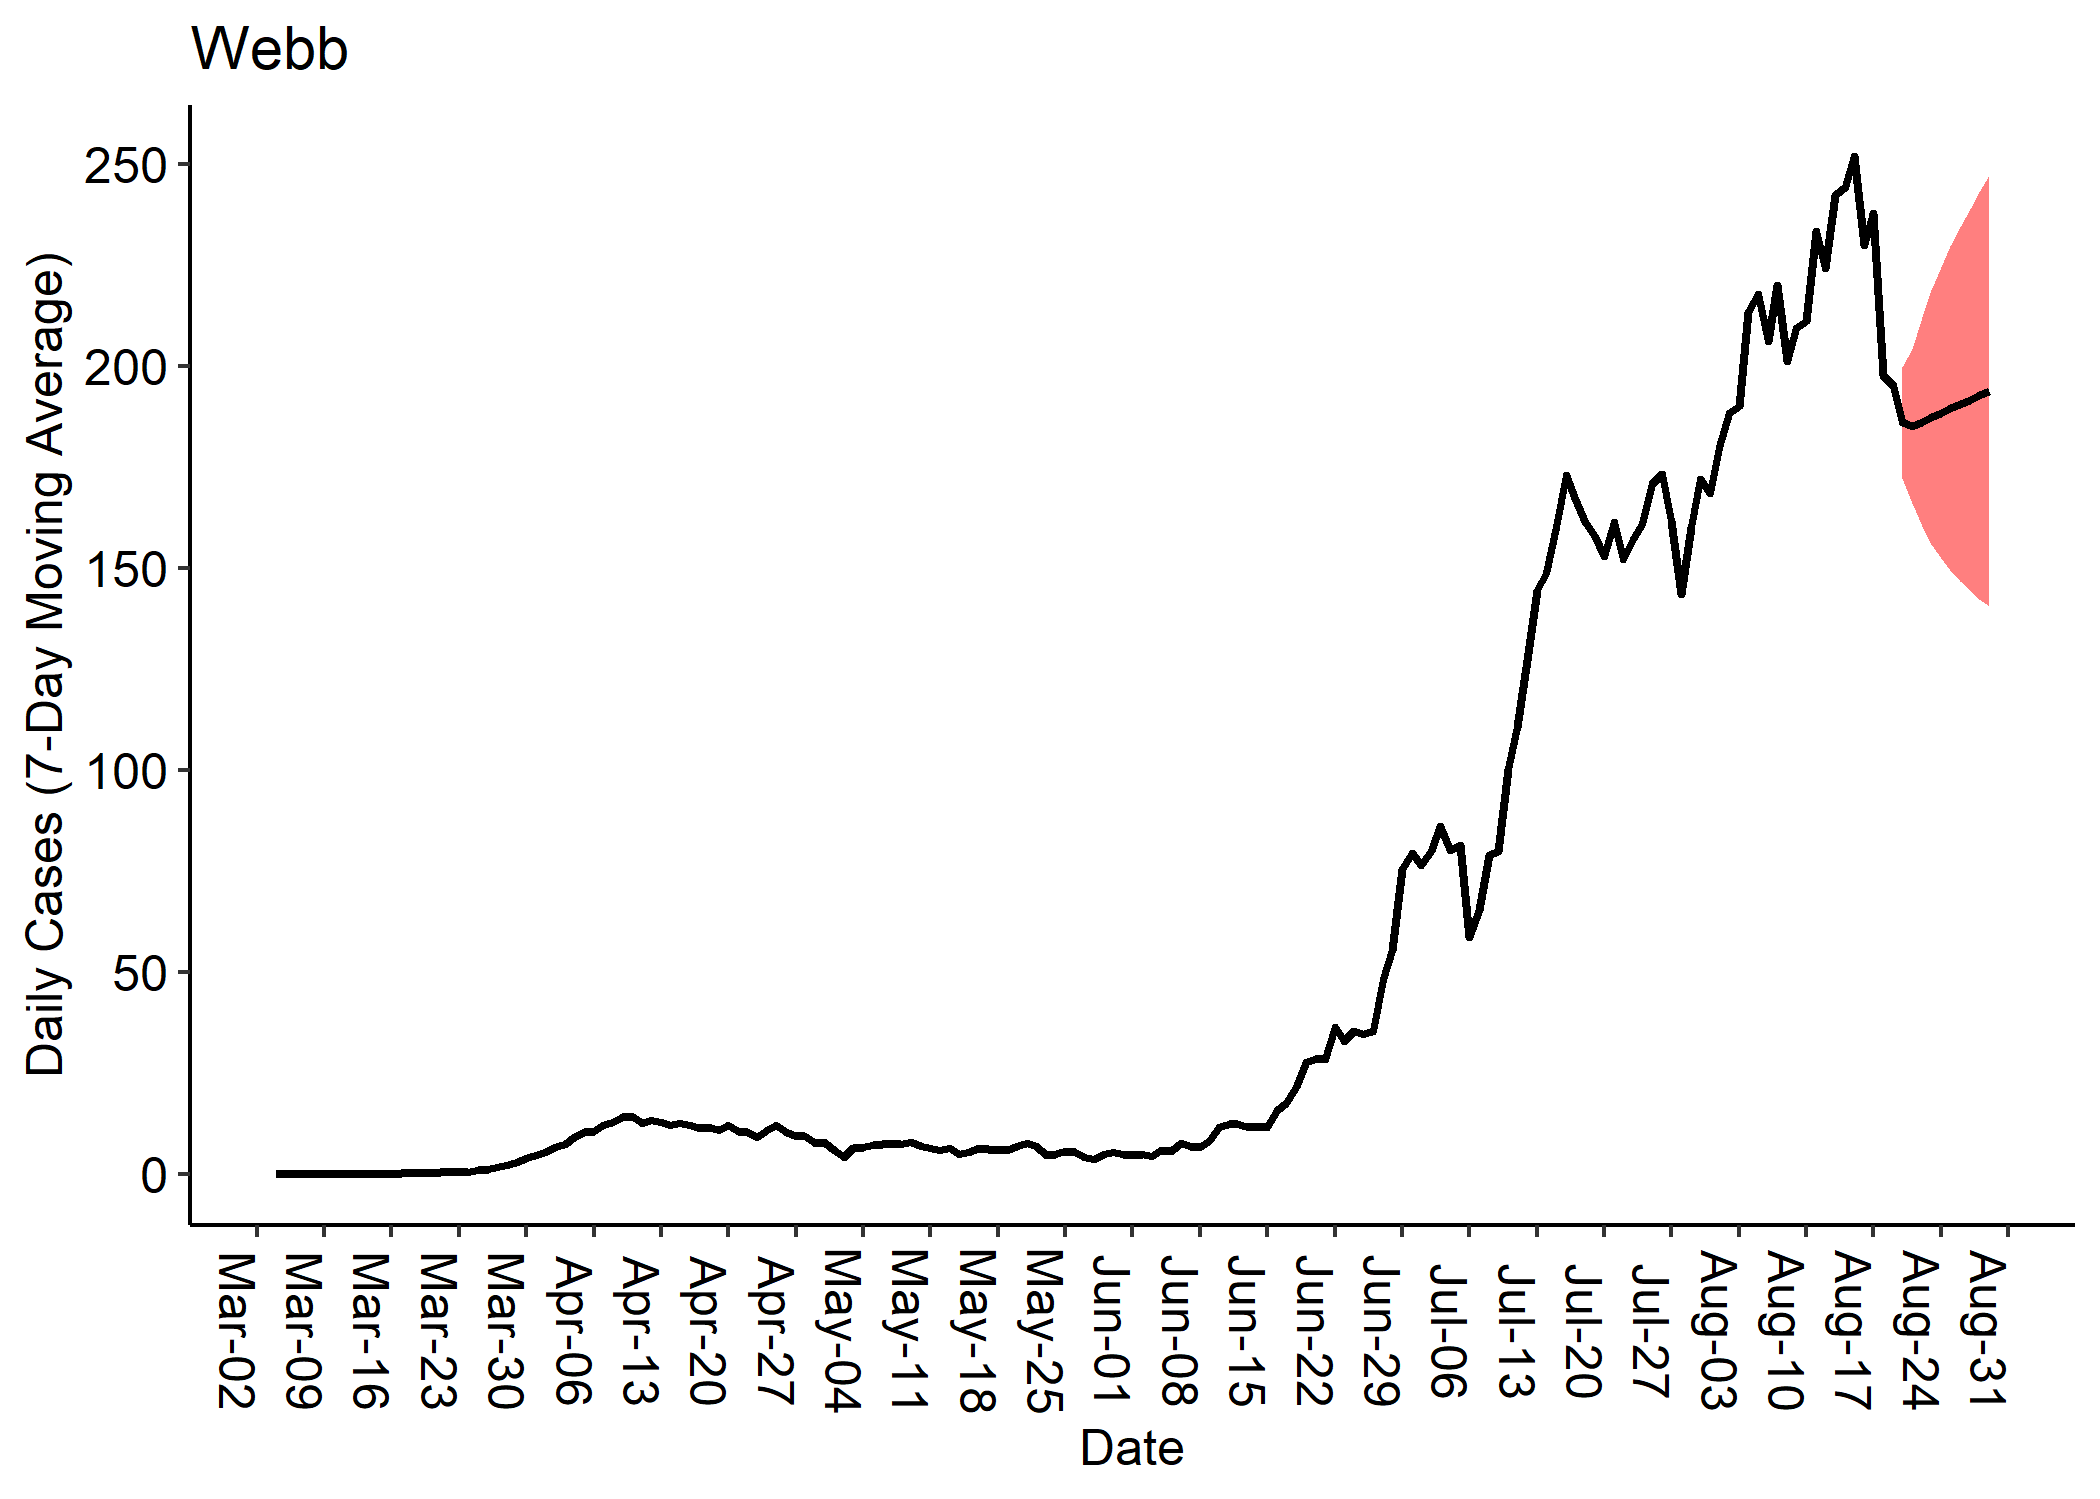 Webb
Daily Cases (7-Day Moving Average)
250
200
150
100
50
0
Mar-02
Mar-09
Mar-16
Mar-23
Mar-30
Apr-06
Apr-13
Apr-20
Apr-27
May-04
May-11
May-18
May-25
Jun-01
Jun-08
Jun-15
Jun-22
Jun-29
Jul-06
Jul-13
Jul-20
Jul-27
Aug-03
Aug-10
Aug-17
Aug-24
Aug-31
Date